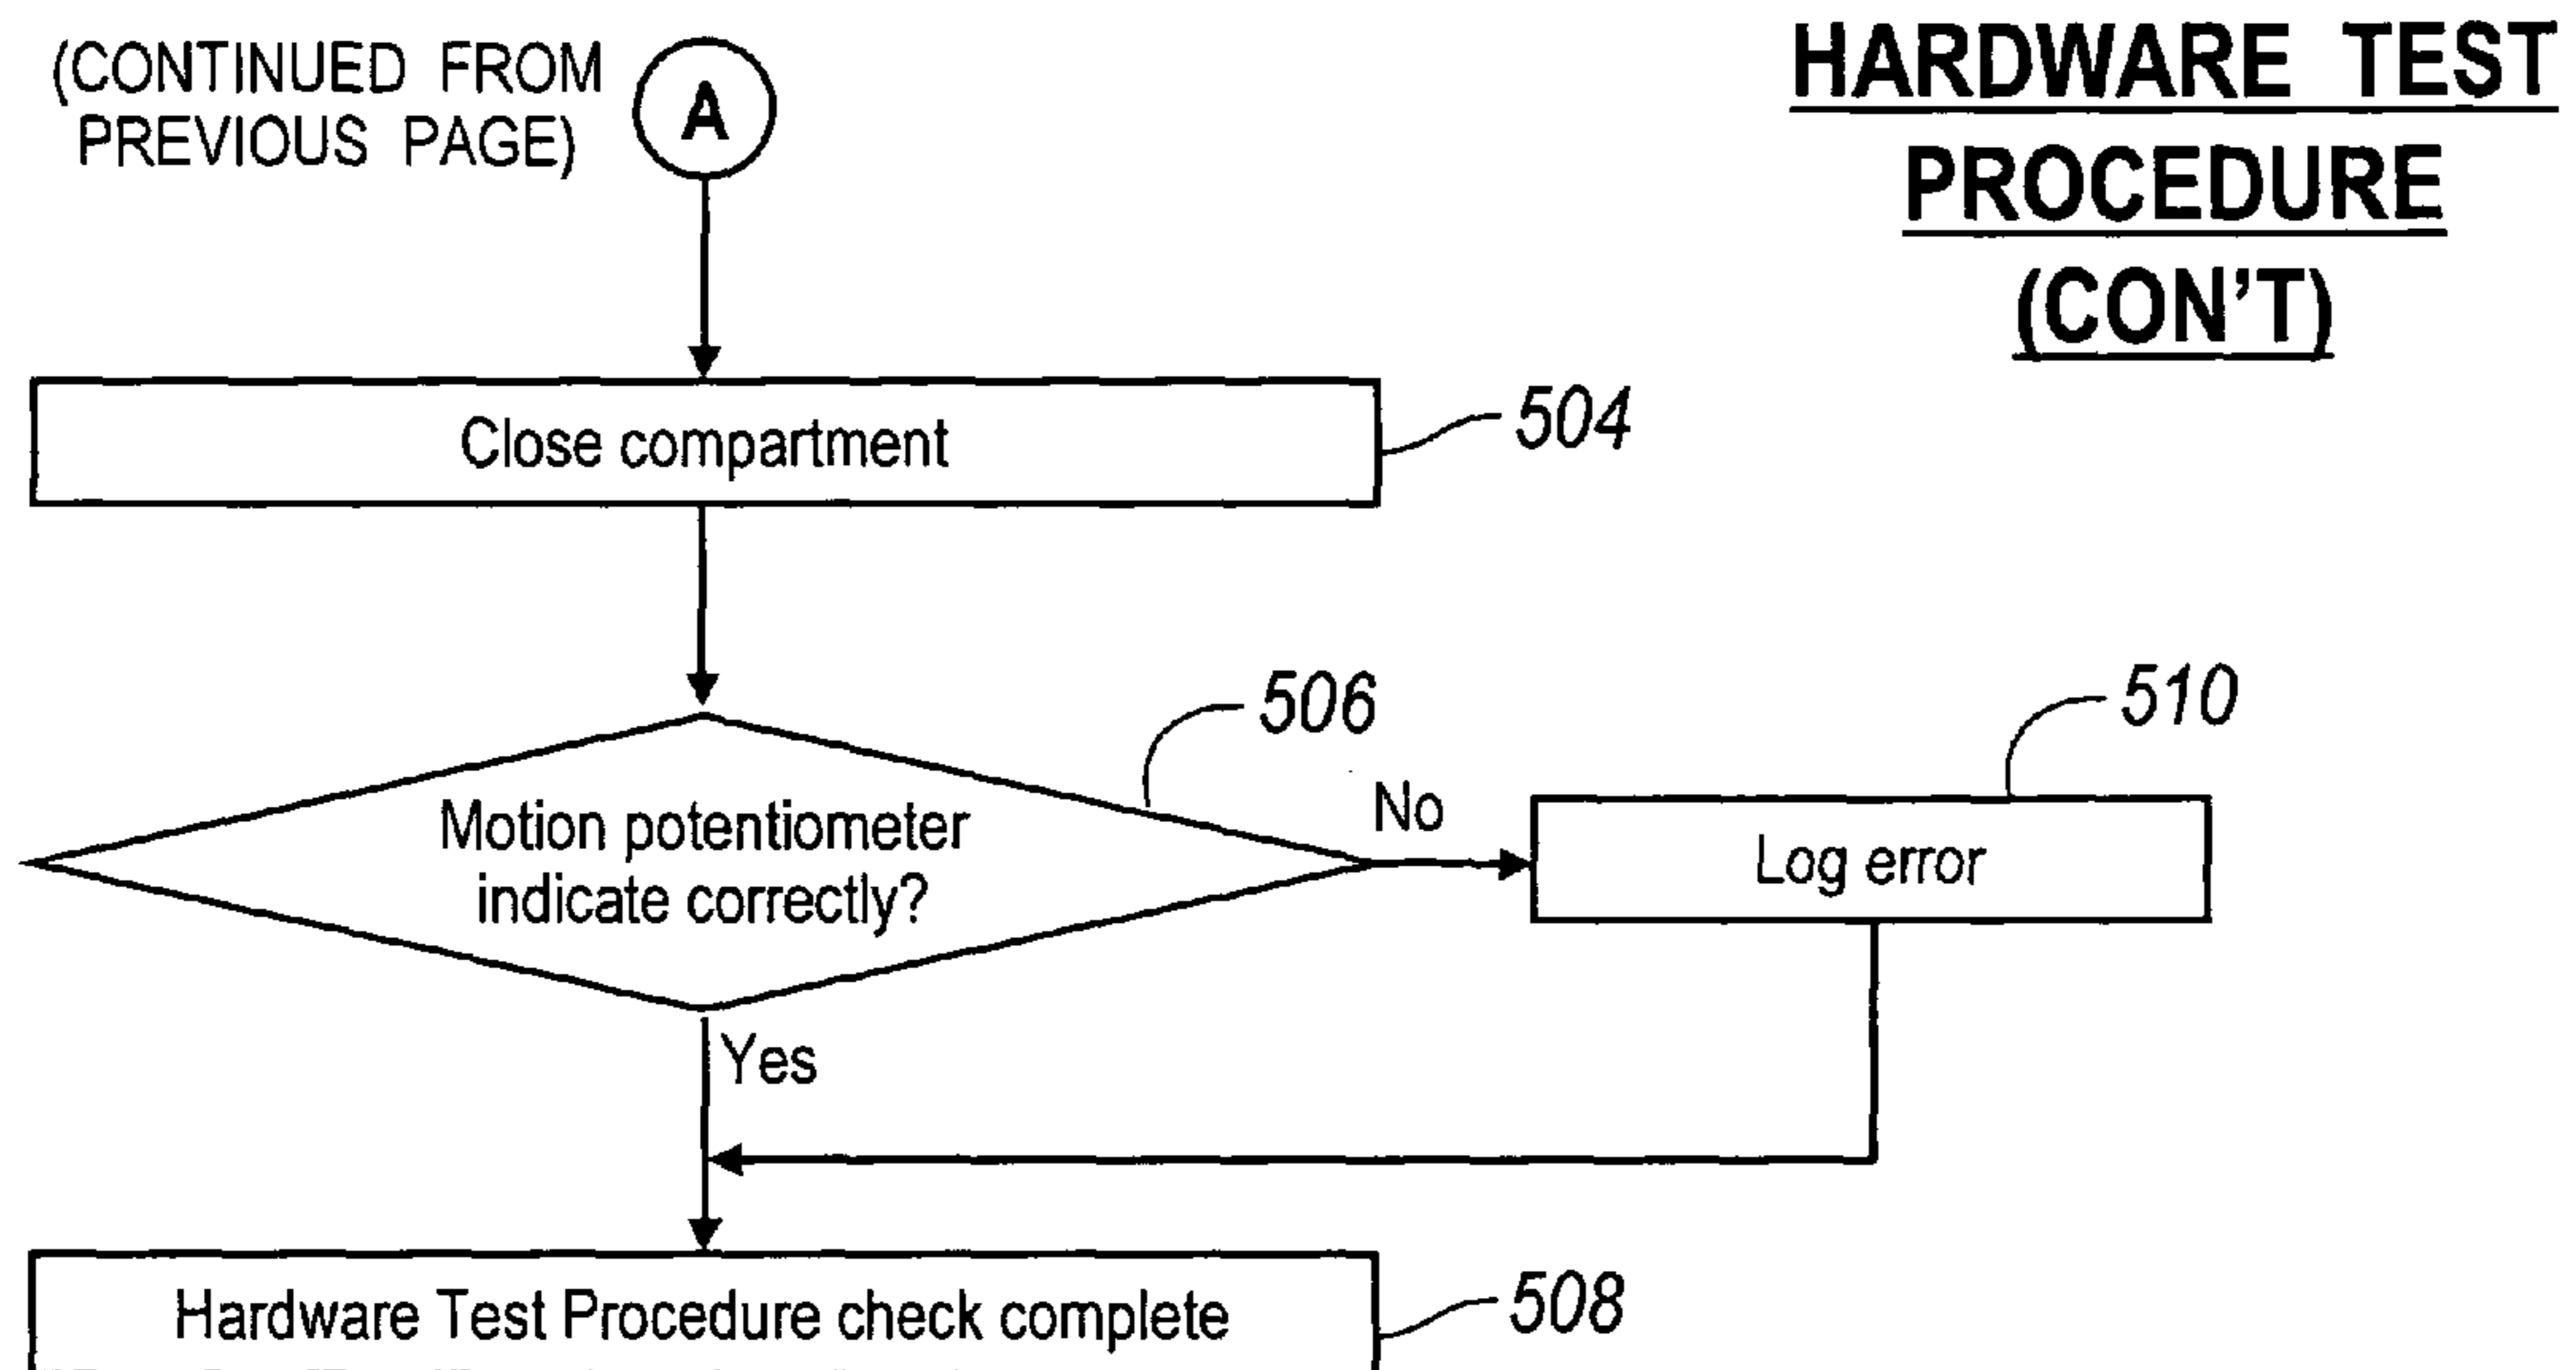 (CONTINUED FROM
PREVIOUS PAGE)
A
HARDWARE TEST
PROCEDURE
(CON'T)
Close compartment
504
506
Motion potentiometer
indicate correctly?
No
510
Log error
Yes
Hardware Test Procedure check complete
508